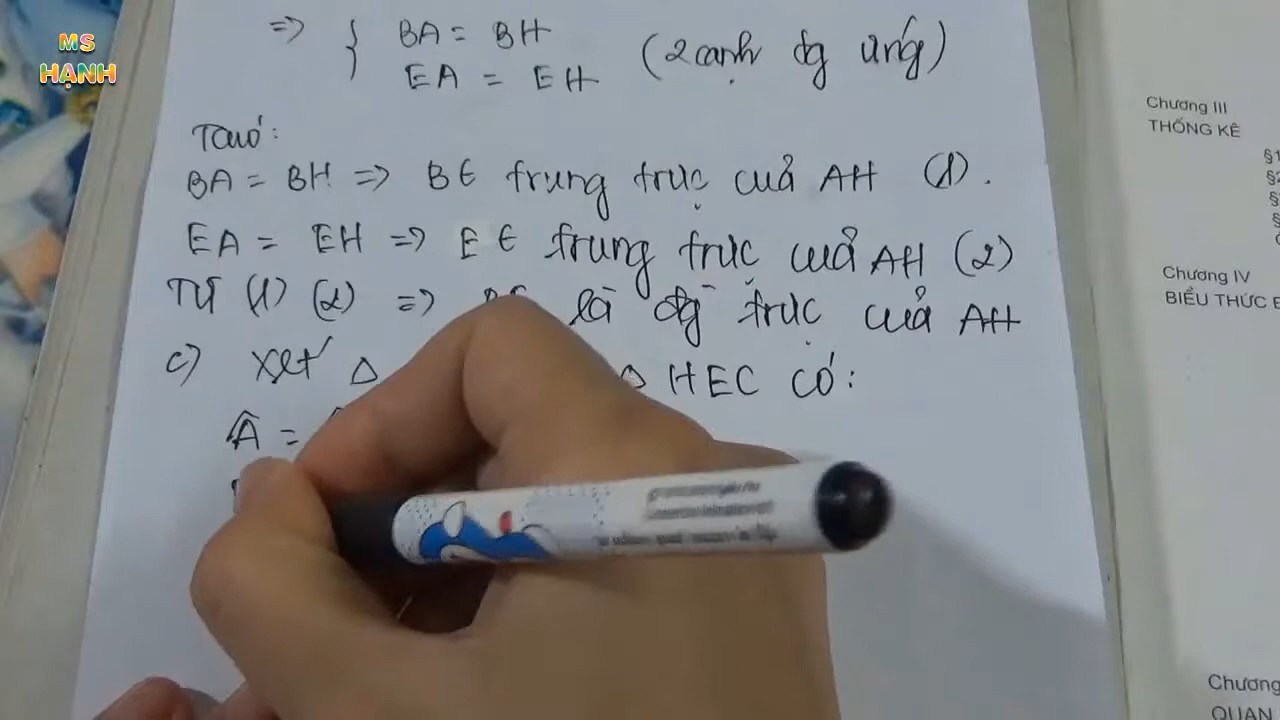 MS
HẠNH
=> { BA = BH
EA = EH (2 cạnh đg ứng)
Ta có:
BA = BH => B ∈ trung trực của AH (1).
EA = EH => E ∈ trung trực của AH (2)
Từ (1) (2) => là đg trực của AH
c) Xét Δ Δ HEC có:
Â =
Chương III
THỐNG KÊ
Chương IV
BIỂU THỨC
Chương
QUAN